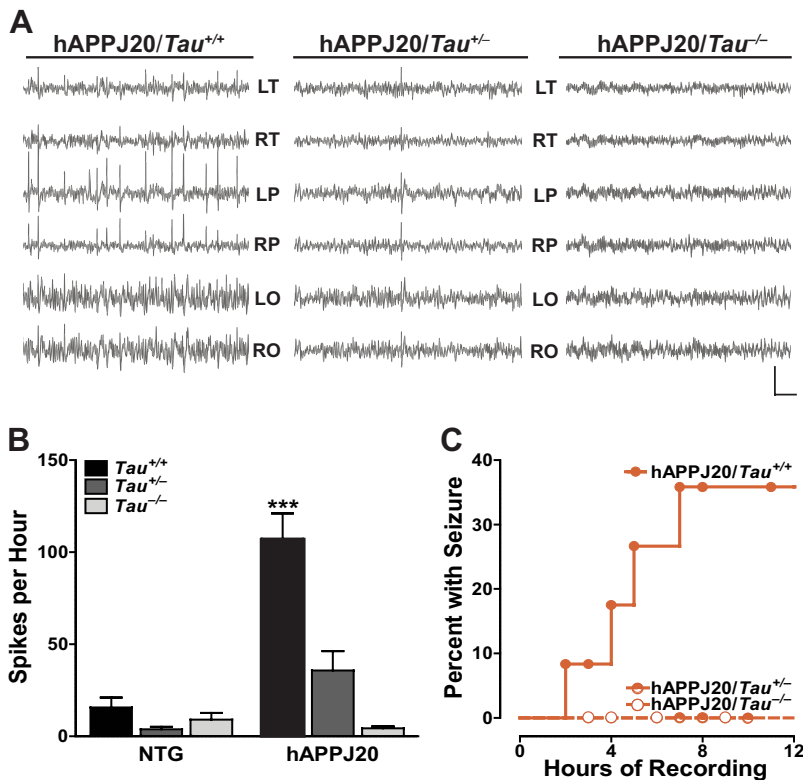 A
hAPPJ20/Tau+/+ hAPPJ20/Tau+/– hAPPJ20/Tau–/–
LT LT
RT RT
LP LP
RP RP
LO LO
RO RO
B
150
100
50
0
Spikes per Hour
Tau+/+
Tau+/–
Tau–/–
***
NTG hAPPJ20
C
40
30
20
10
0
Percent with Seizure
hAPPJ20/Tau+/+
hAPPJ20/Tau+/–
hAPPJ20/Tau–/–
0 4 8 12
Hours of Recording